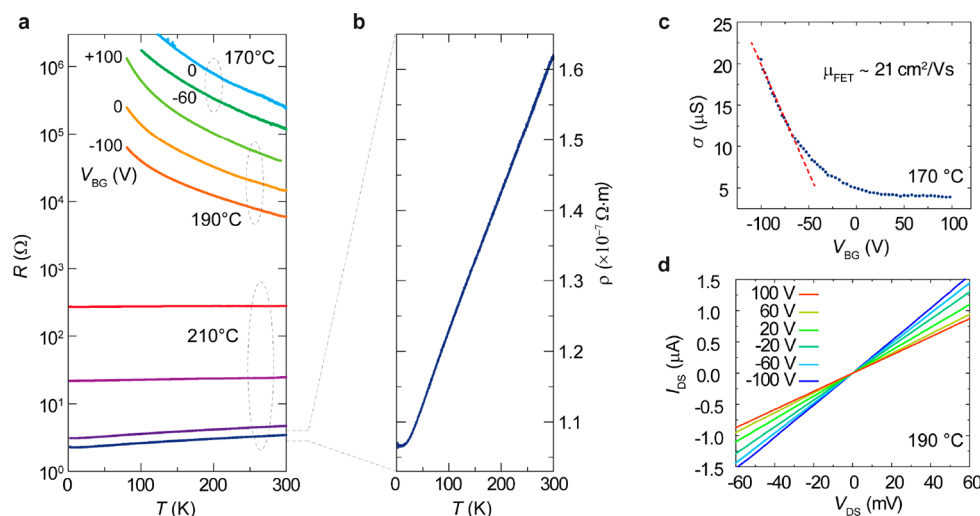 a
10⁶
10⁵
10⁴
10³
10²
10¹
10⁰
R (Ω)
+100
0
-100
V_BG (V)
170°C
0
-60
190°C
210°C
0
100
200
300
T (K)
b
1.6
1.5
1.4
1.3
1.2
1.1
ρ (×10⁻⁷ Ω·m)
0
100
200
300
T (K)
c
25
20
15
10
5
σ (μS)
μ_FET ~ 21 cm²/Vs
170 °C
-100
-50
0
50
100
V_BG (V)
d
1.5
1.0
0.5
0.0
-0.5
-1.0
-1.5
I_DS (μA)
100 V
60 V
20 V
-20 V
-60 V
-100 V
190 °C
-60
-40
-20
0
20
40
60
V_DS (mV)